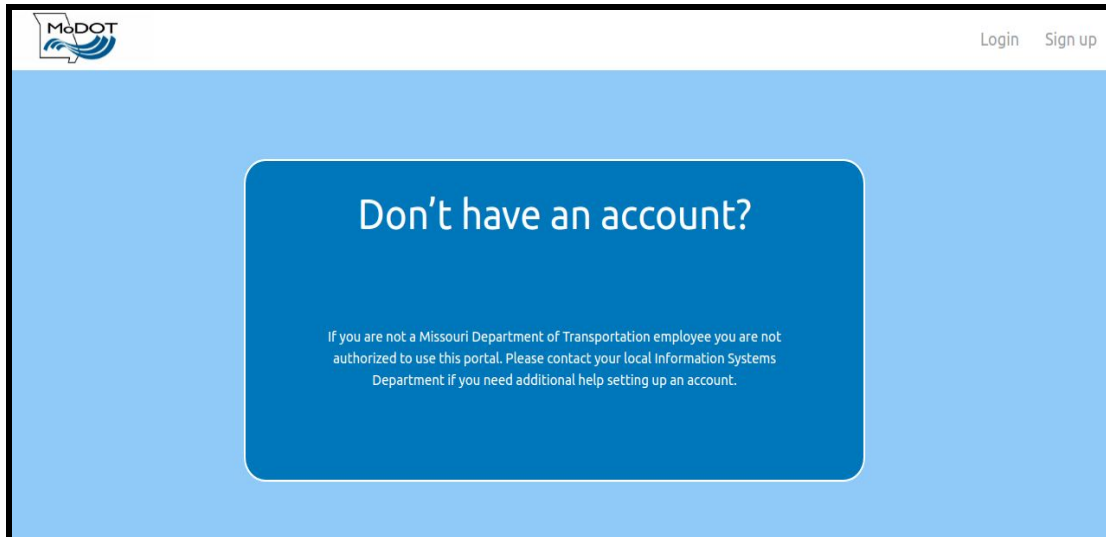 MoDOT
Login Sign up
Don't have an account?
If you are not a Missouri Department of Transportation employee you are not
authorized to use this portal. Please contact your local Information Systems
Department if you need additional help setting up an account.